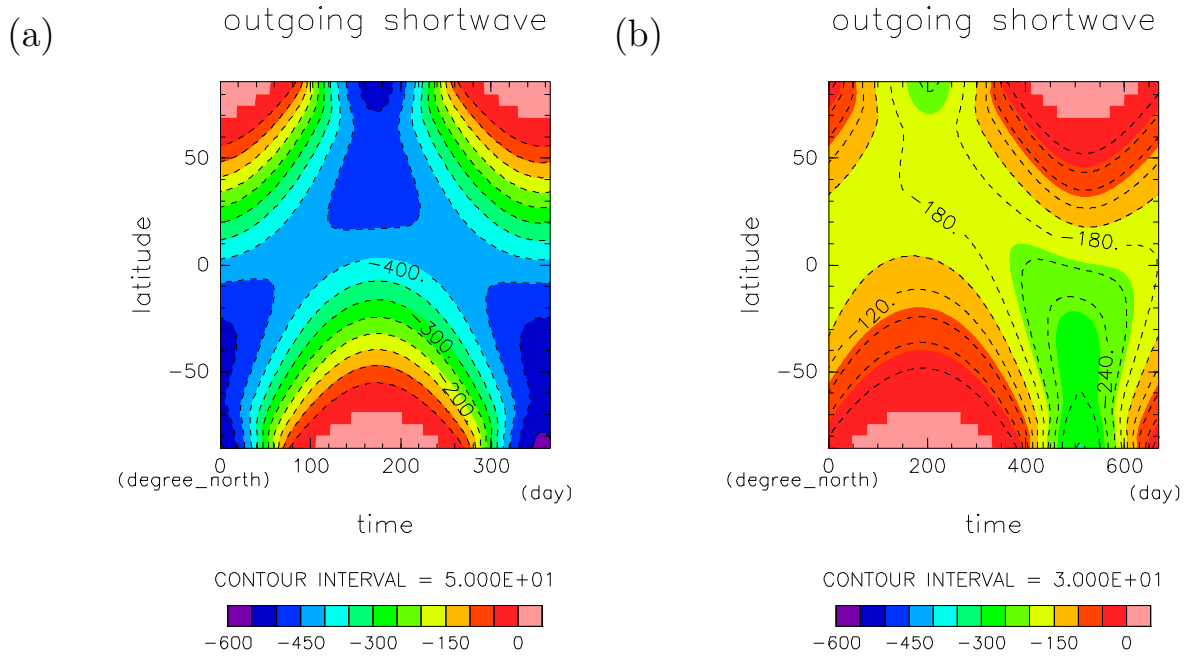 (a)
outgoing shortwave
50
0
−50
latitude
−400.
−300.
−200
0 100 200 300
(degree_north)
(day)
time
CONTOUR INTERVAL = 5.000E+01
−600 −450 −300 −150 0
(b)
outgoing shortwave
50
0
−50
latitude
−180.
−180.
−120.
240.
0 200 400 600
(degree_north)
(day)
time
CONTOUR INTERVAL = 3.000E+01
−600 −450 −300 −150 0